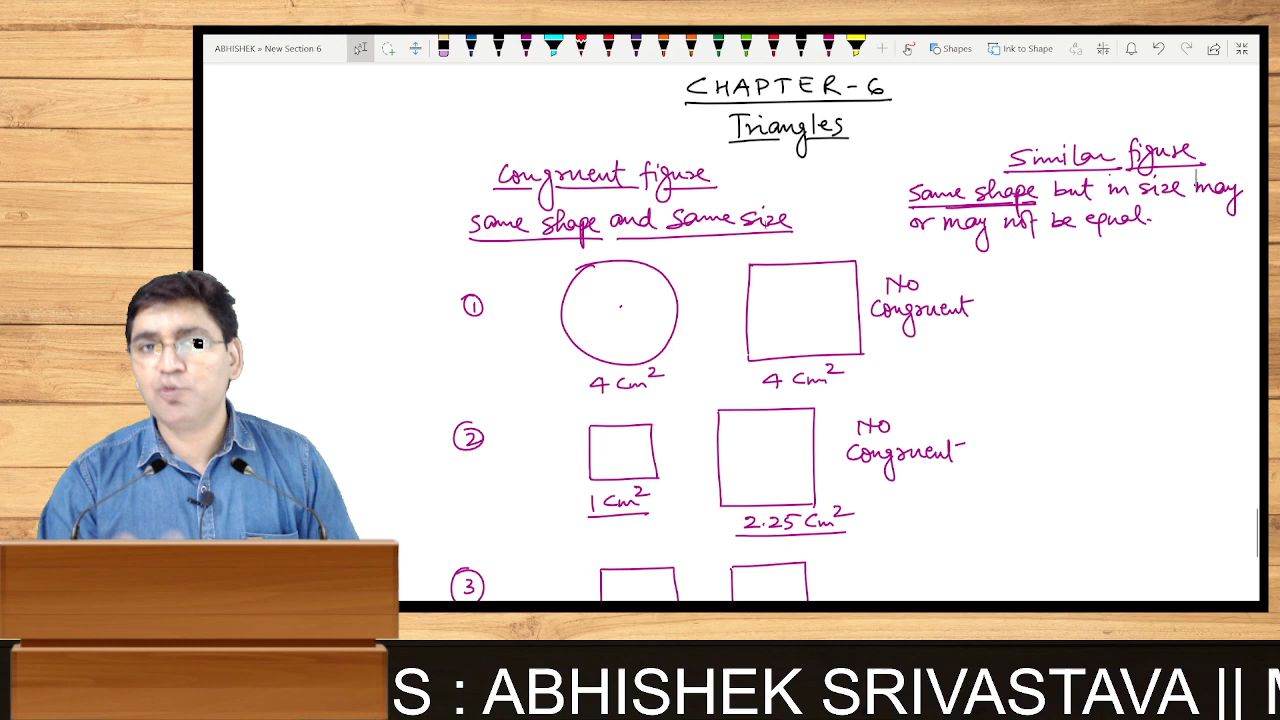 ABHISHEK » New Section 6
Shapes
Ink to Shape
CHAPTER-6
Triangles
Congruent figure
same shape and same size
Similar figure
same shape but in size may
or may not be equal.
①
No
Congruent
4 cm²
4 cm²
②
No
Congruent
1 cm²
2.25 cm²
③
S : ABHISHEK SRIVASTAVA ||